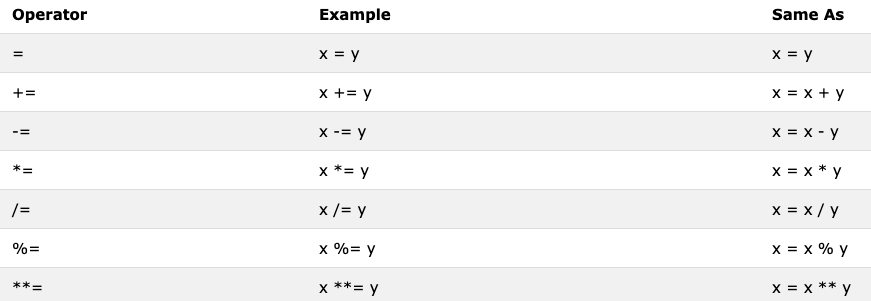 Operator Example Same As
= x = y x = y
+= x += y x = x + y
-= x -= y x = x - y
*= x *= y x = x * y
/= x /= y x = x / y
%= x %= y x = x % y
**= x **= y x = x ** y